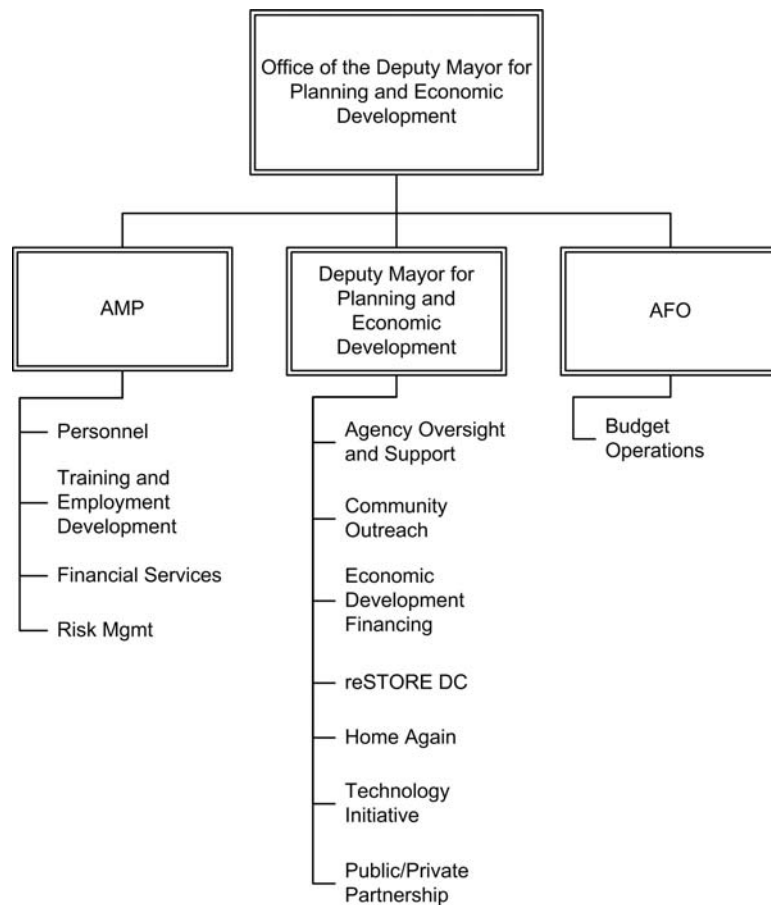 Office of the Deputy Mayor for
Planning and Economic
Development
AMP
Deputy Mayor for
Planning and
Economic
Development
AFO
Personnel
Training and
Employment
Development
Financial Services
Risk Mgmt
Agency Oversight
and Support
Community
Outreach
Economic
Development
Financing
reSTORE DC
Home Again
Technology
Initiative
Public/Private
Partnership
Budget
Operations